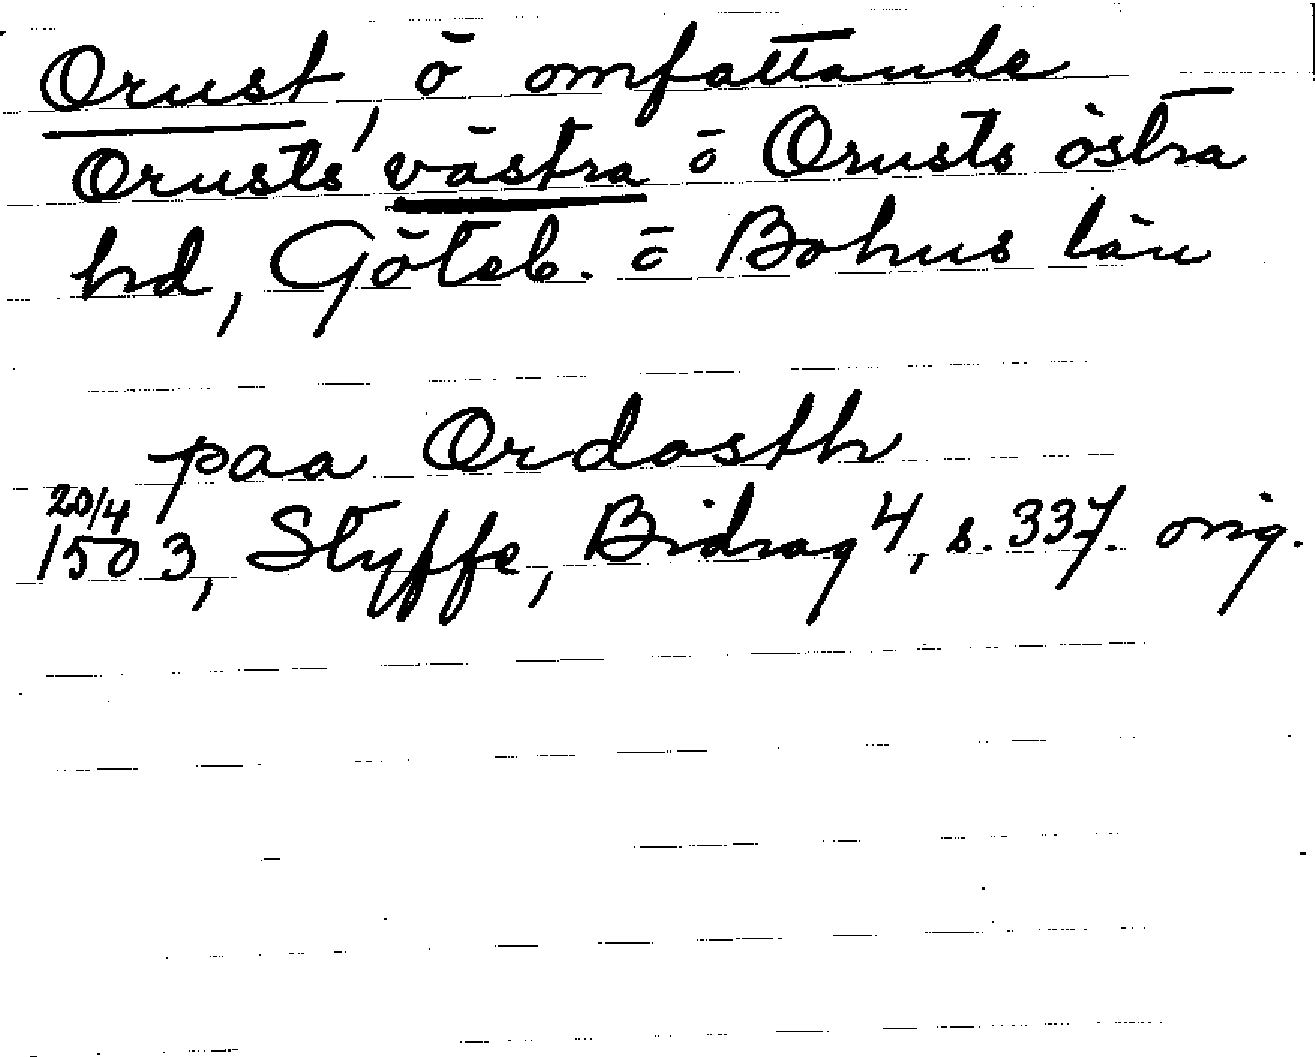 Orust, ö omfattande
Orusts västra o Orusts östra
hd, Göteb. o Bohus län
paa Ordosth
20/4
1503, Styffe, Bidrag 4, s. 337. orig.